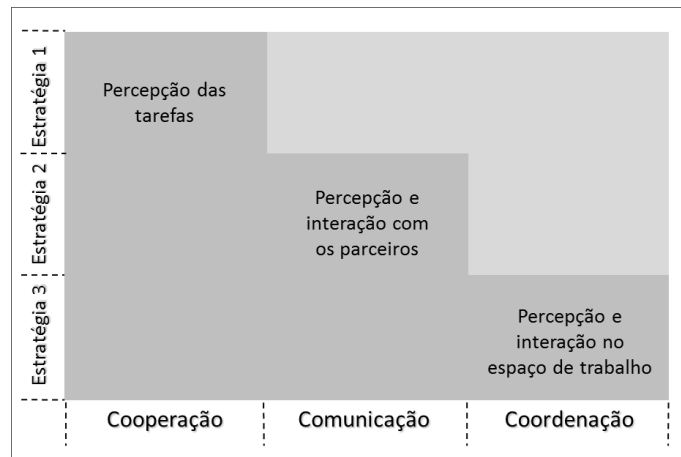 Estratégia 1
Percepção das
tarefas
Estratégia 2
Percepção e
interação com
os parceiros
Estratégia 3
Percepção e
interação no
espaço de trabalho
Cooperação
Comunicação
Coordenação